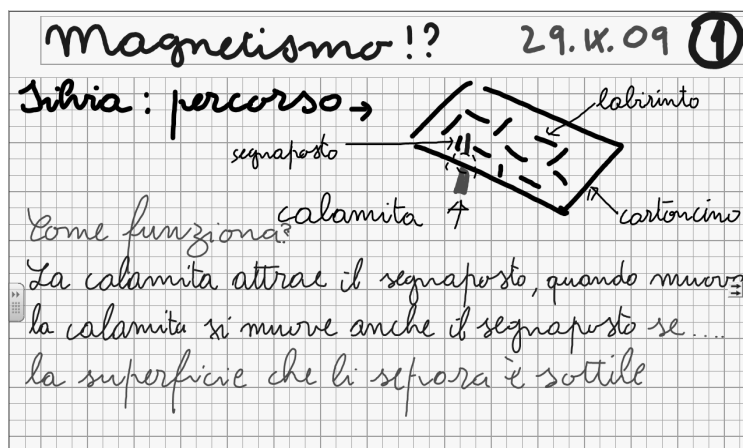 Magnetismo!? 29.IX.09 1
Silvia: percorso →
labirinto
segnaposto
calamita
cartoncino
Come funziona?
La calamita attrae il segnaposto, quando muovo
la calamita si muove anche il segnaposto se....
la superficie che li separa è sottile